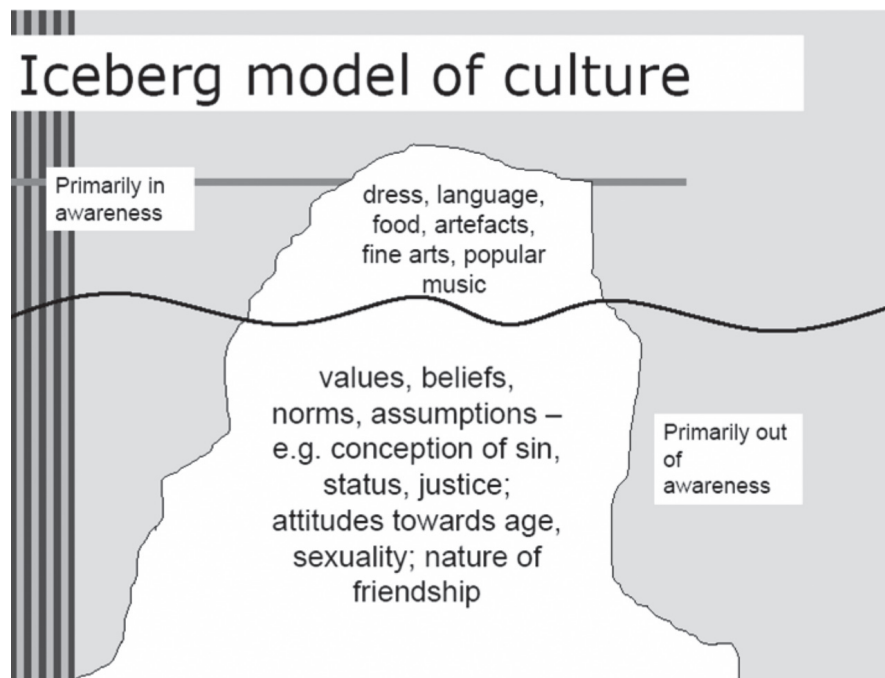 Iceberg model of culture
Primarily in
awareness
dress, language,
food, artefacts,
fine arts, popular
music
values, beliefs,
norms, assumptions –
e.g. conception of sin,
status, justice;
attitudes towards age,
sexuality; nature of
friendship
Primarily out
of
awareness